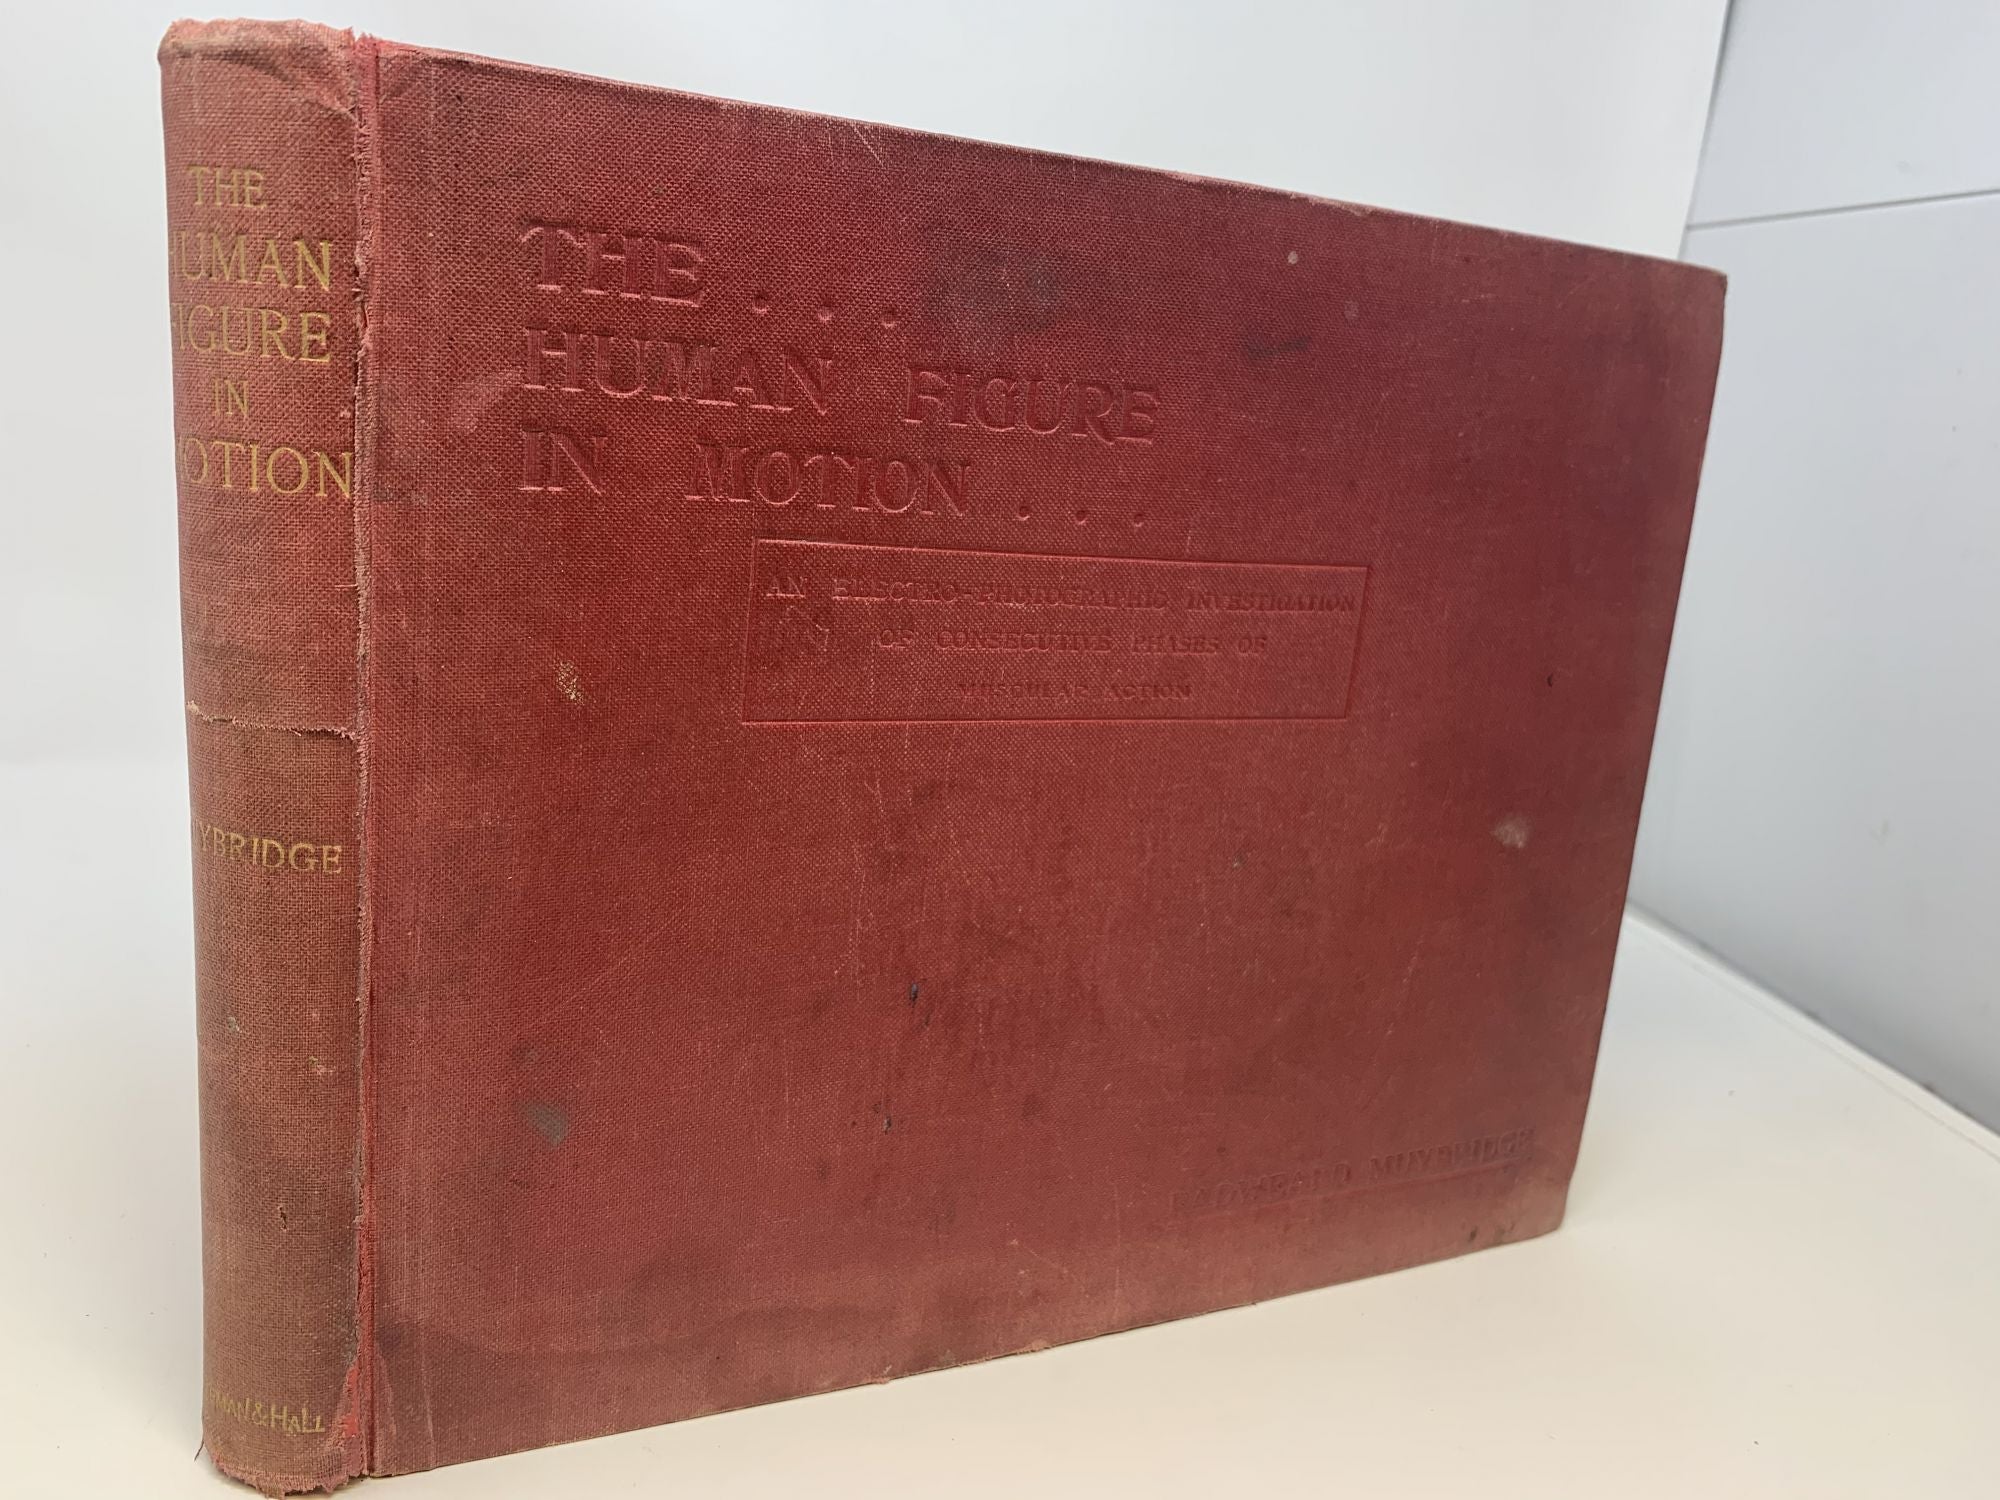 THE
HUMAN
FIGURE
IN
MOTION
MUYBRIDGE
&HALL
THE...
HUMAN FIGURE
IN MOTION...
AN ELECTRO-PHOTOGRAPHIC INVESTIGATION
OF CONSECUTIVE PHASES OF
MUSCULAR ACTION
EADWEARD MUYBRIDGE